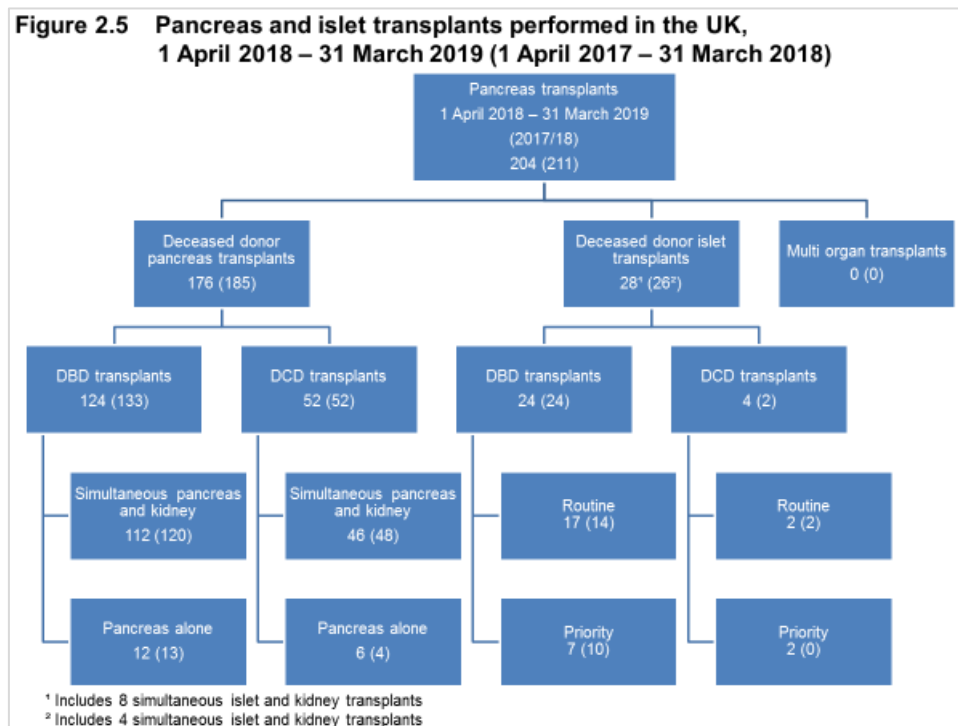 Figure 2.5 Pancreas and islet transplants performed in the UK,
1 April 2018 – 31 March 2019 (1 April 2017 – 31 March 2018)
Pancreas transplants
1 April 2018 – 31 March 2019
(2017/18)
204 (211)
Deceased donor
pancreas transplants
176 (185)
Deceased donor islet
transplants
28¹ (26²)
Multi organ transplants
0 (0)
DBD transplants
124 (133)
DCD transplants
52 (52)
DBD transplants
24 (24)
DCD transplants
4 (2)
Simultaneous pancreas
and kidney
112 (120)
Simultaneous pancreas
and kidney
46 (48)
Routine
17 (14)
Routine
2 (2)
Pancreas alone
12 (13)
Pancreas alone
6 (4)
Priority
7 (10)
Priority
2 (0)
¹ Includes 8 simultaneous islet and kidney transplants
² Includes 4 simultaneous islet and kidney transplants